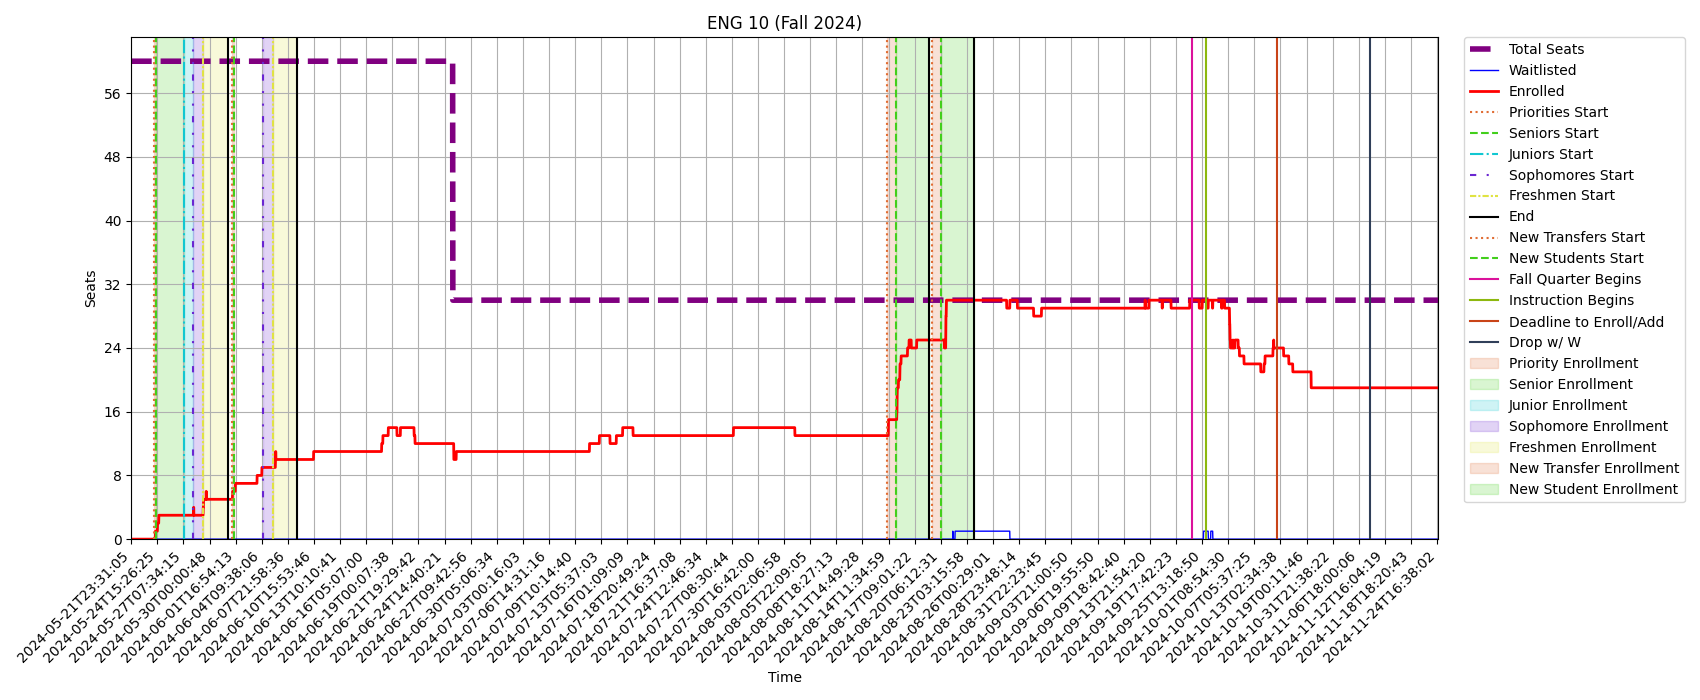 ENG 10 (Fall 2024)
Seats
56
48
40
32
24
16
8
0
2024-05-21T23:31:05
2024-05-24T15:26:25
2024-05-27T07:34:15
2024-05-30T00:00:48
2024-06-01T16:54:13
2024-06-04T09:38:06
2024-06-07T21:58:36
2024-06-10T15:53:46
2024-06-13T10:10:41
2024-06-16T05:07:00
2024-06-19T00:07:38
2024-06-21T19:29:42
2024-06-24T14:40:21
2024-06-27T09:42:56
2024-06-30T05:06:34
2024-07-03T00:16:03
2024-07-06T14:31:16
2024-07-09T10:14:40
2024-07-13T05:37:03
2024-07-16T01:09:09
2024-07-18T20:49:24
2024-07-21T16:37:08
2024-07-24T12:46:34
2024-07-27T08:30:44
2024-07-30T16:42:00
2024-08-03T02:06:58
2024-08-05T22:09:05
2024-08-08T18:27:13
2024-08-11T14:49:28
2024-08-14T11:34:59
2024-08-17T09:01:22
2024-08-20T06:12:31
2024-08-23T03:15:58
2024-08-26T00:29:01
2024-08-28T23:48:14
2024-08-31T22:23:45
2024-09-03T21:00:50
2024-09-06T19:55:50
2024-09-09T18:42:40
2024-09-13T21:54:20
2024-09-19T17:42:23
2024-09-25T13:18:50
2024-10-01T08:54:30
2024-10-07T05:37:25
2024-10-13T02:34:38
2024-10-19T00:11:46
2024-10-31T21:38:22
2024-11-06T18:00:06
2024-11-12T16:04:19
2024-11-18T18:20:43
2024-11-24T16:38:02
Time
Total Seats
Waitlisted
Enrolled
Priorities Start
Seniors Start
Juniors Start
Sophomores Start
Freshmen Start
End
New Transfers Start
New Students Start
Fall Quarter Begins
Instruction Begins
Deadline to Enroll/Add
Drop w/ W
Priority Enrollment
Senior Enrollment
Junior Enrollment
Sophomore Enrollment
Freshmen Enrollment
New Transfer Enrollment
New Student Enrollment